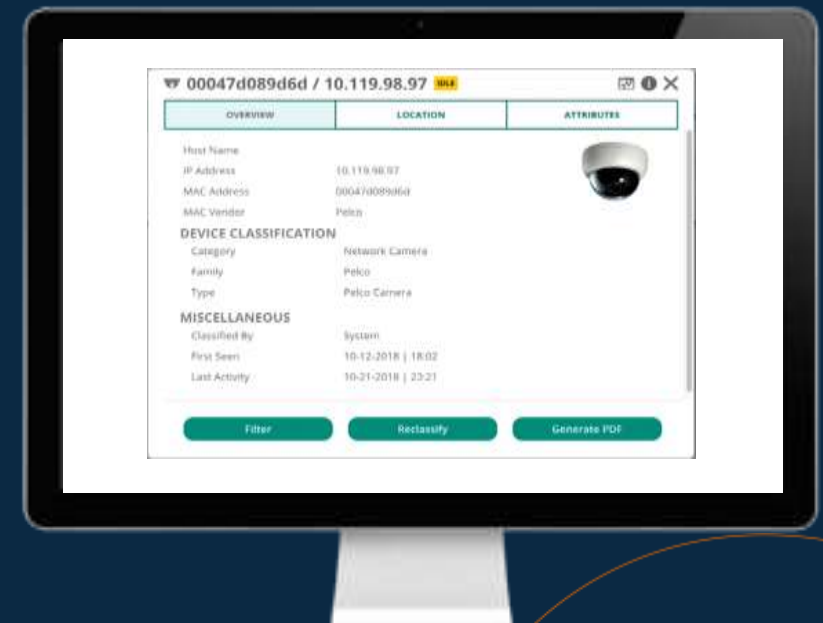 00047d089d6d / 10.119.98.97 IDLE
OVERVIEW LOCATION ATTRIBUTES
Host Name
IP Address 10.119.98.97
MAC Address 00047d089d6d
MAC Vendor Pelco
DEVICE CLASSIFICATION
Category Network Camera
Family Pelco
Type Pelco Camera
MISCELLANEOUS
Classified By System
First Seen 10-12-2018 | 18:02
Last Activity 10-21-2018 | 23:21
Filter Reclassify Generate PDF